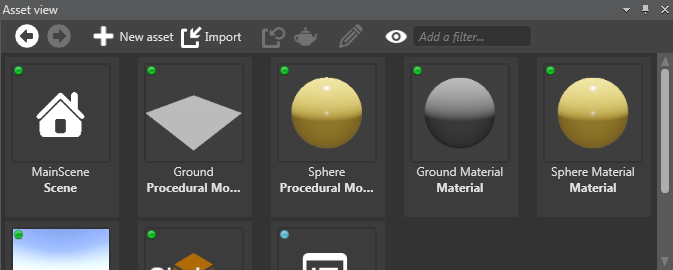 Asset view
New asset
Import
Add a filter...
MainScene
Scene
Ground
Procedural Mo...
Sphere
Procedural Mo...
Ground Material
Material
Sphere Material
Material